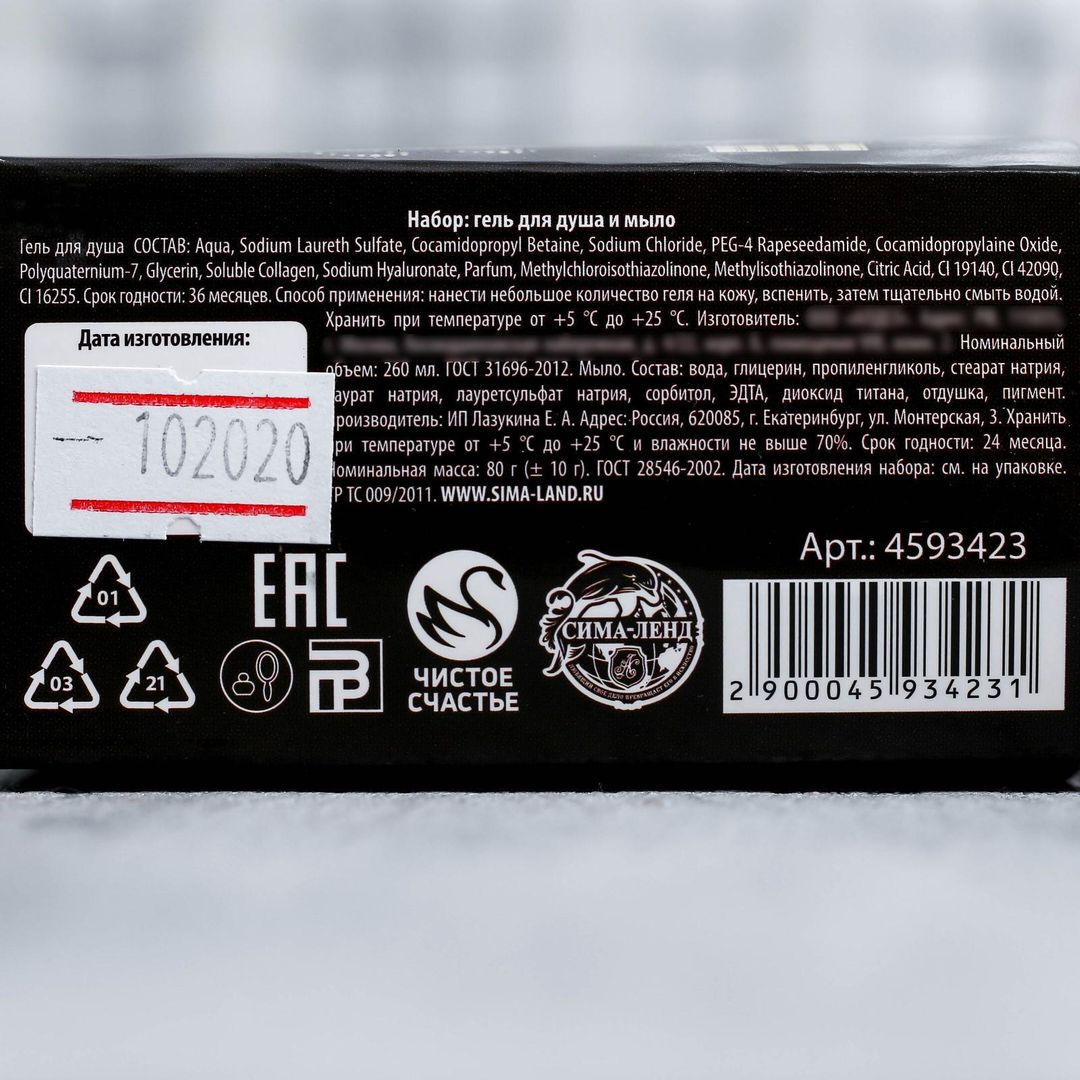 Набор: гель для душа и мыло
Гель для душа СОСТАВ: Aqua, Sodium Laureth Sulfate, Cocamidopropyl Betaine, Sodium Chloride, PEG-4 Rapeseedamide, Cocamidopropylaine Oxide,
Polyquaternium-7, Glycerin, Soluble Collagen, Sodium Hyaluronate, Parfum, Methylchloroisothiazolinone, Methylisothiazolinone, Citric Acid, CI 19140, CI 42090,
CI 16255. Срок годности: 36 месяцев. Способ применения: нанести небольшое количество геля на кожу, вспенить, затем тщательно смыть водой.
Хранить при температуре от +5 °C до +25 °C. Изготовитель:
Номинальный
объем: 260 мл. ГОСТ 31696-2012. Мыло. Состав: вода, глицерин, пропиленгликоль, стеарат натрия,
аурат натрия, лауретсульфат натрия, сорбитол, ЭДТА, диоксид титана, отдушка, пигмент.
роизводитель: ИП Лазукина Е. А. Адрес: Россия, 620085, г. Екатеринбург, ул. Монтерская, 3. Хранить
ри температуре от +5 °C до +25 °C и влажности не выше 70%. Срок годности: 24 месяца.
оминальная масса: 80 г (± 10 г). ГОСТ 28546-2002. Дата изготовления набора: см. на упаковке.
ТР ТС 009/2011. WWW.SIMA-LAND.RU
Дата изготовления:
102020
Арт.: 4593423
01
03
21
EAC
ЧИСТОЕ
СЧАСТЬЕ
СИМА-ЛЕНД
2 900045 934231